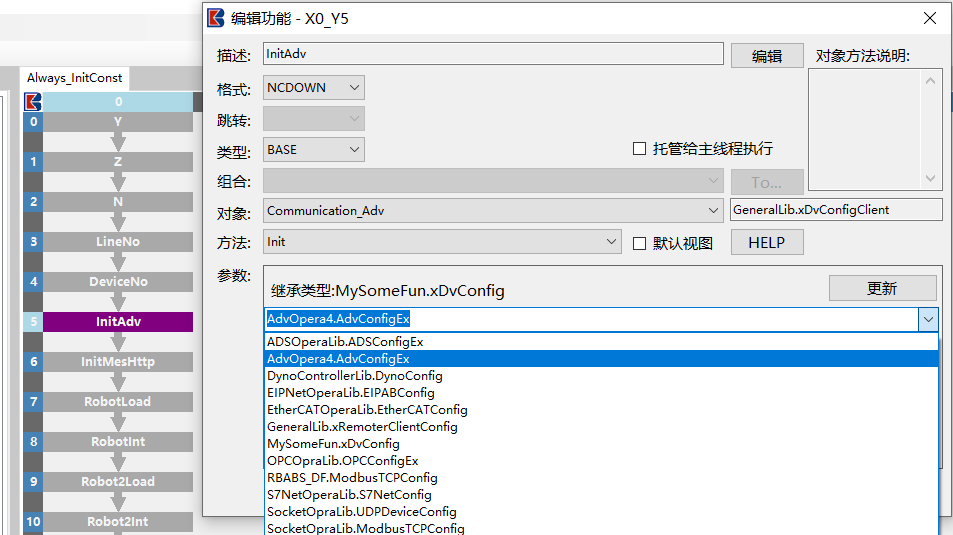 编辑功能 - X0_Y5
描述:
InitAdv
编辑
对象方法说明:
格式:
NCDOWN
跳转:
类型:
BASE
托管给主线程执行
组合:
To...
对象:
Communication_Adv
GeneralLib.xDvConfigClient
方法:
Init
默认视图
HELP
参数:
继承类型:MySomeFun.xDvConfig
更新
AdvOpera4.AdvConfigEx
ADSOperaLib.ADSConfigEx
AdvOpera4.AdvConfigEx
DynoControllerLib.DynoConfig
EIPNetOperaLib.EIPABConfig
EtherCATOperaLib.EtherCATConfig
GeneralLib.xRemoterClientConfig
MySomeFun.xDvConfig
OPCOpraLib.OPCConfigEx
RBABS_DF.ModbusTCPConfig
S7NetOperaLib.S7NetConfig
SocketOpraLib.UDPDeviceConfig
SocketOpraLib.ModbusTCPConfig
Always_InitConst
0
0 Y
1 Z
2 N
3 LineNo
4 DeviceNo
5 InitAdv
6 InitMesHttp
7 RobotLoad
8 RobotInt
9 Robot2Load
10 Robot2Int